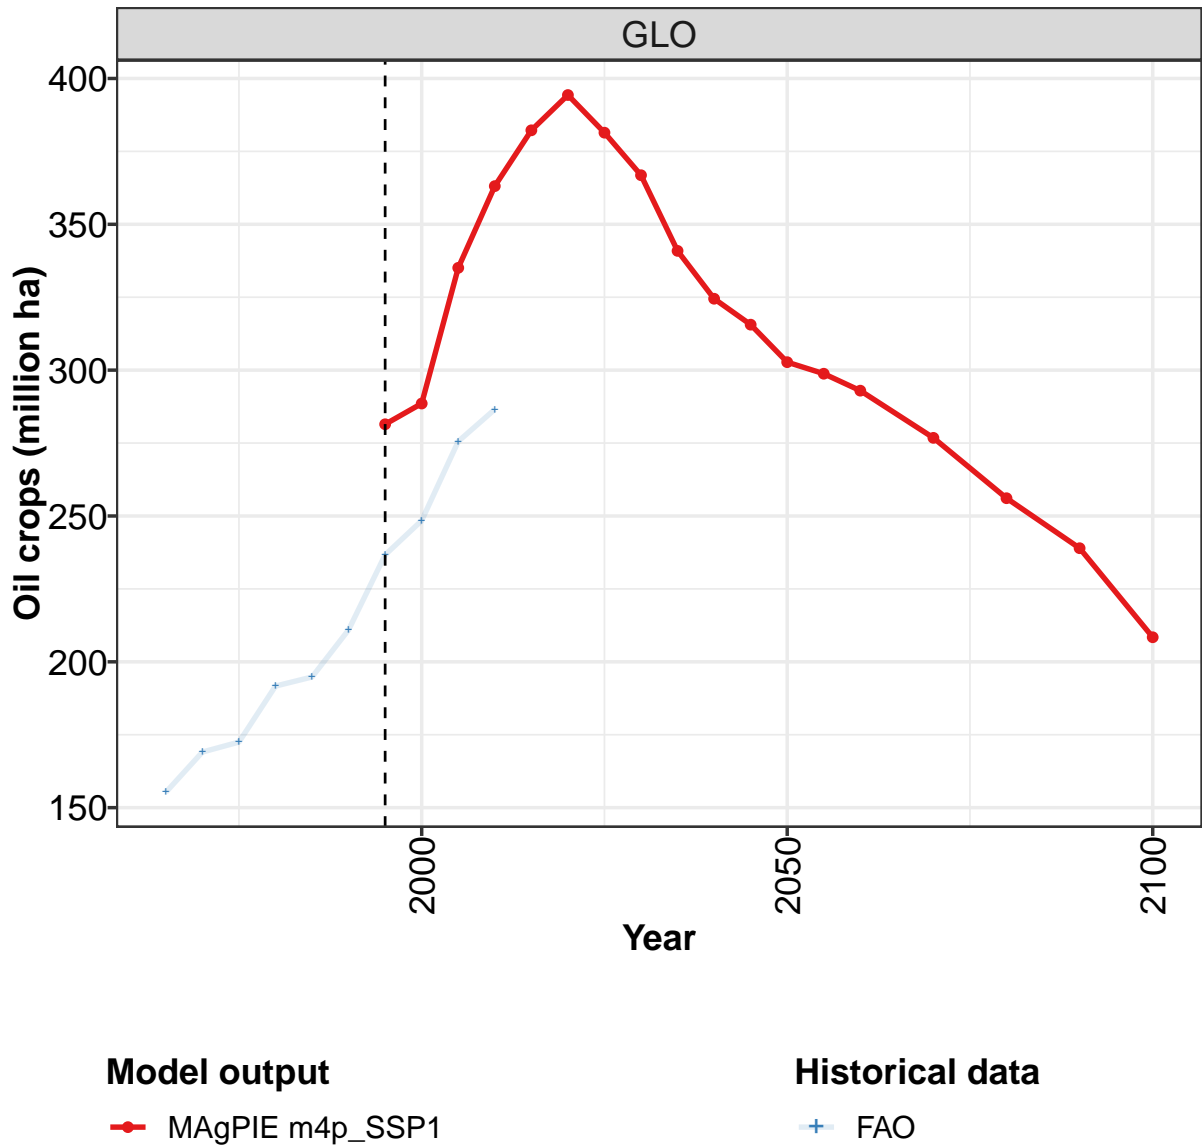 GLO
400
350
300
250
200
150
Oil crops (million ha)
2000
2050
2100
Year
Model output
Historical data
MAgPIE m4p_SSP1
FAO